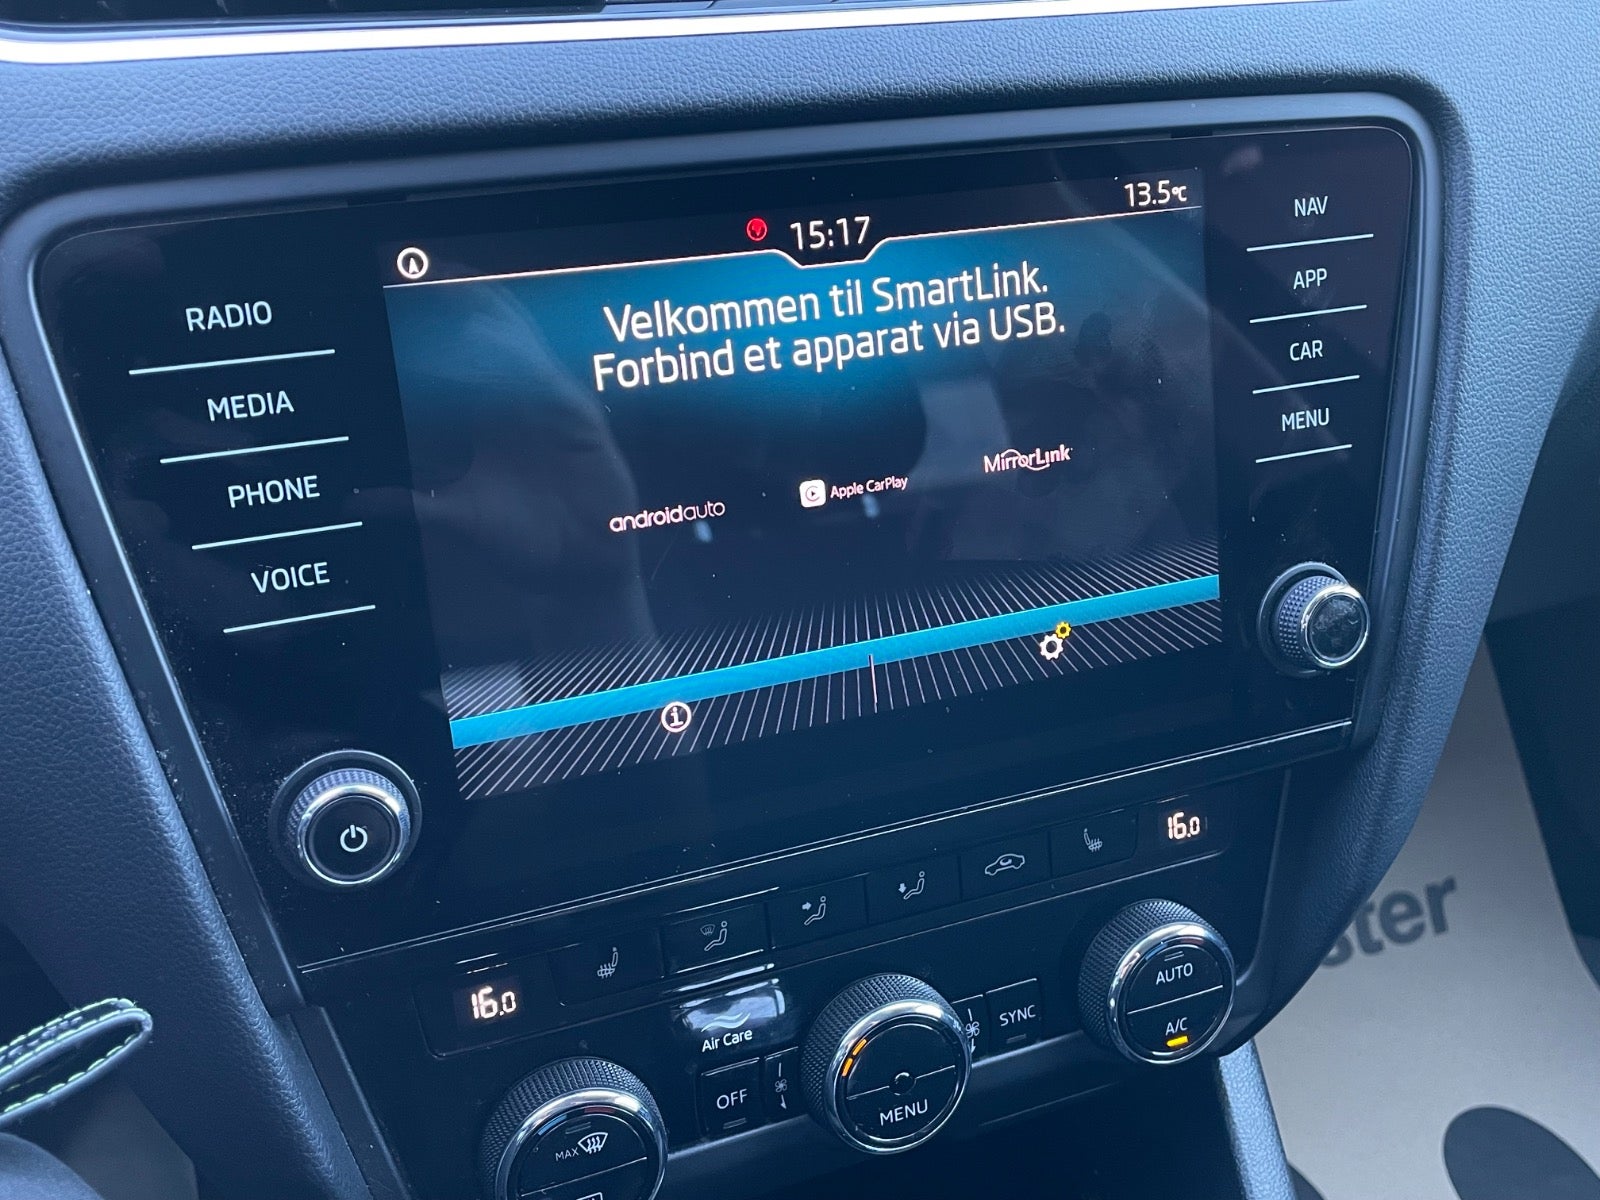 15:17
13.5°C
Velkommen til SmartLink.
Forbind et apparat via USB.
androidauto
Apple CarPlay
MirrorLink
RADIO
MEDIA
PHONE
VOICE
NAV
APP
CAR
MENU
16.0
16.0
Air Care
OFF
MENU
SYNC
AUTO
A/C
MAX